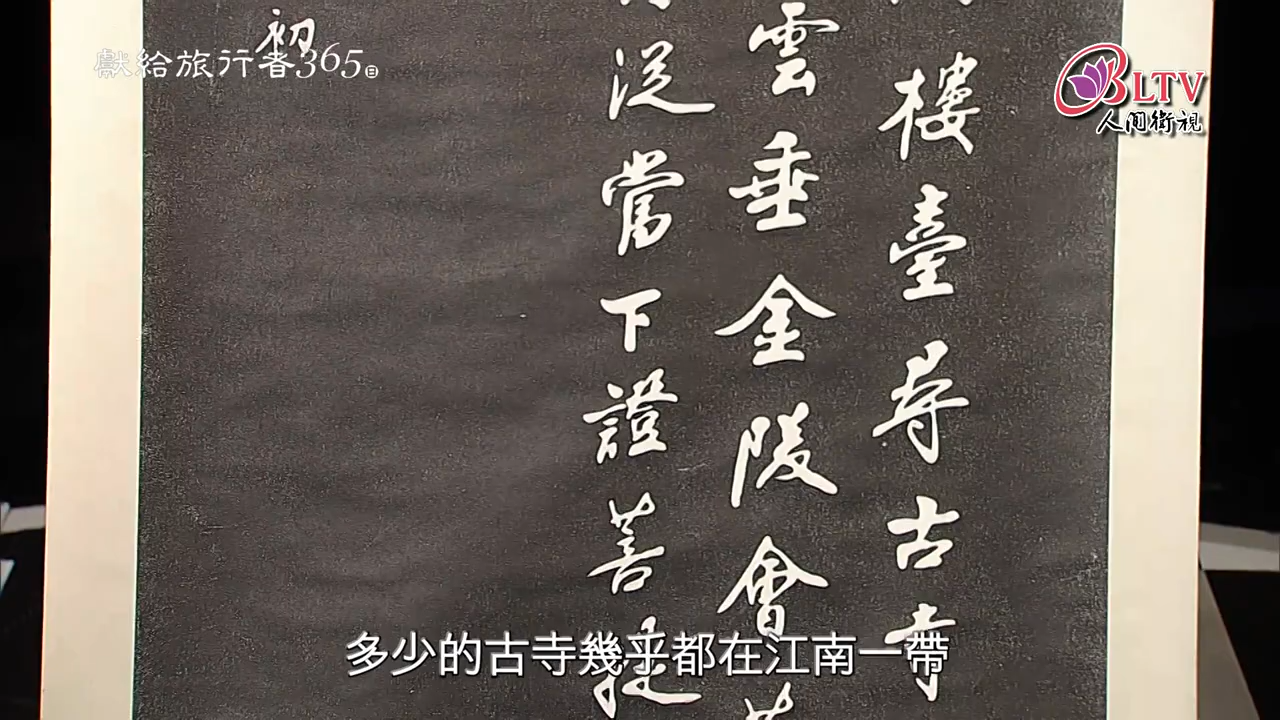 獻給旅行者365日
BLTV
人間衛視
樓臺尋古寺
雲垂金陵會
從當下證菩提
初
多少的古寺幾乎都在江南一帶